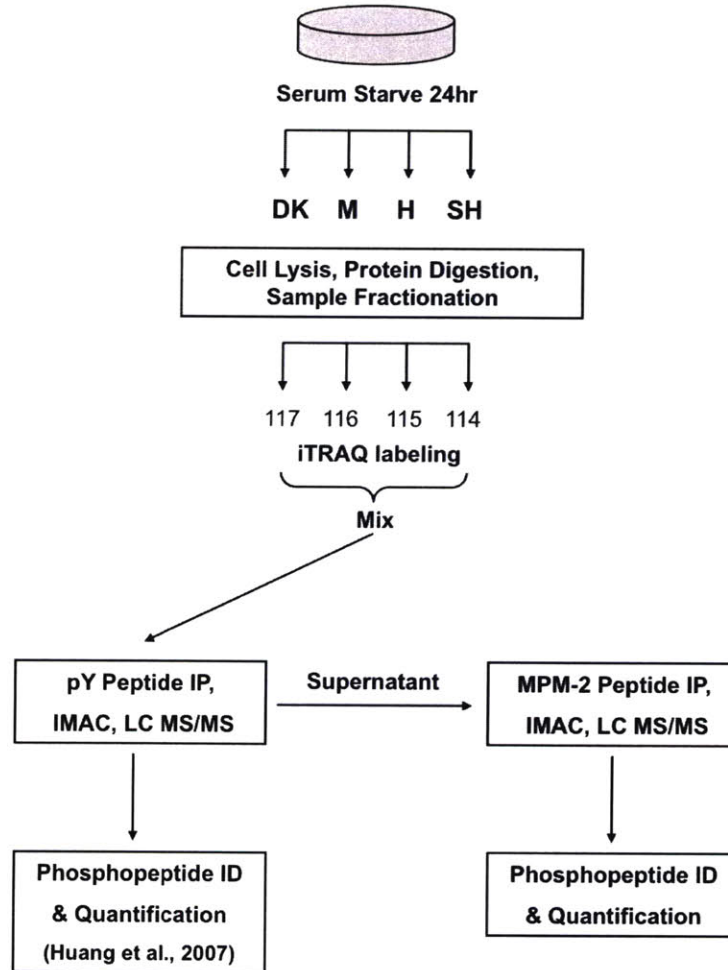 Serum Starve 24hr
DK M H SH
Cell Lysis, Protein Digestion,
Sample Fractionation
117 116 115 114
iTRAQ labeling
Mix
pY Peptide IP,
IMAC, LC MS/MS
Supernatant
MPM-2 Peptide IP,
IMAC, LC MS/MS
Phosphopeptide ID
& Quantification
(Huang et al., 2007)
Phosphopeptide ID
& Quantification